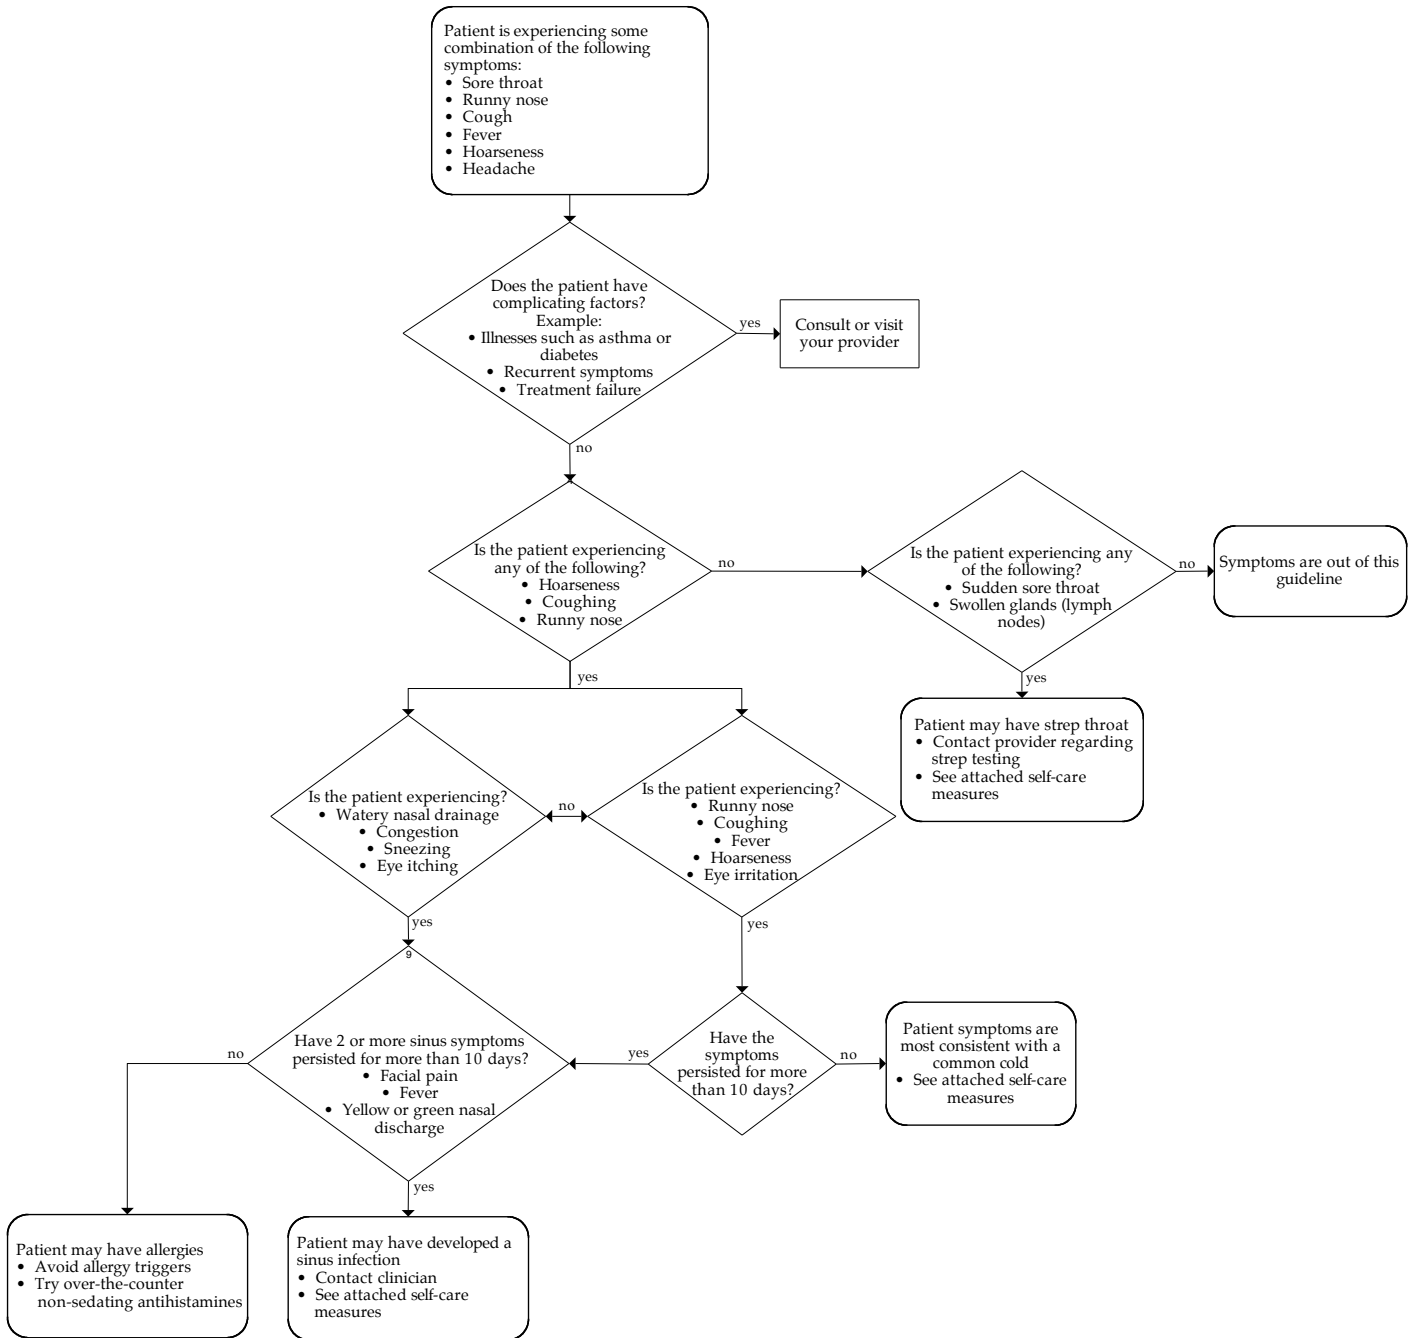 Patient is experiencing some
combination of the following
symptoms:
• Sore throat
• Runny nose
• Cough
• Fever
• Hoarseness
• Headache
Does the patient have
complicating factors?
Example:
• Illnesses such as asthma or
diabetes
• Recurrent symptoms
• Treatment failure
yes
Consult or visit
your provider
no
Is the patient experiencing
any of the following?
• Hoarseness
• Coughing
• Runny nose
no
Is the patient experiencing any
of the following?
• Sudden sore throat
• Swollen glands (lymph
nodes)
no
Symptoms are out of this
guideline
yes
yes
Patient may have strep throat
• Contact provider regarding
strep testing
• See attached self-care
measures
Is the patient experiencing?
• Watery nasal drainage
• Congestion
• Sneezing
• Eye itching
no
Is the patient experiencing?
• Runny nose
• Coughing
• Fever
• Hoarseness
• Eye irritation
yes
yes
9
Have 2 or more sinus symptoms
persisted for more than 10 days?
• Facial pain
• Fever
• Yellow or green nasal
discharge
no
yes
Have the
symptoms
persisted for more
than 10 days?
no
Patient symptoms are
most consistent with a
common cold
• See attached self-care
measures
yes
Patient may have allergies
• Avoid allergy triggers
• Try over-the-counter
non-sedating antihistamines
Patient may have developed a
sinus infection
• Contact clinician
• See attached self-care
measures